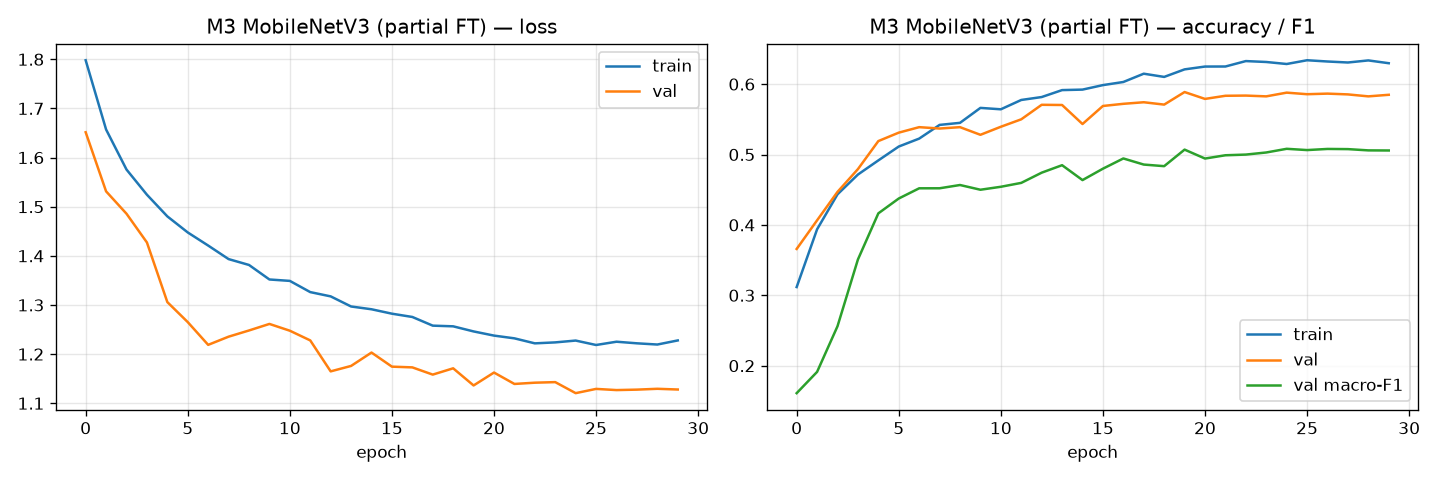 M3 MobileNetV3 (partial FT) — loss
1.8
1.7
1.6
1.5
1.4
1.3
1.2
1.1
0 5 10 15 20 25 30
epoch
train
val
M3 MobileNetV3 (partial FT) — accuracy / F1
0.6
0.5
0.4
0.3
0.2
0 5 10 15 20 25 30
epoch
train
val
val macro-F1